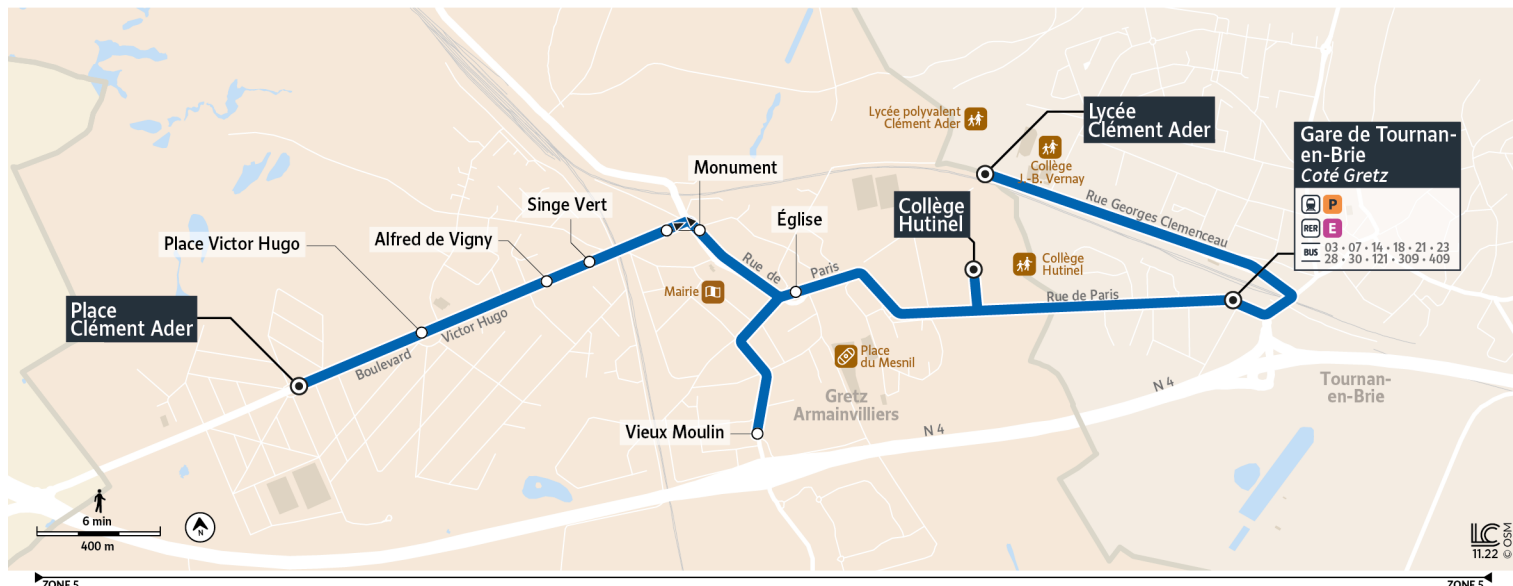 Lycée polyvalent
Clément Ader
Lycée
Clément Ader
Gare de Tournan-
en-Brie
Coté Gretz
P
RER E
BUS 03 • 07 • 14 • 18 • 21 • 23
28 • 30 • 121 • 309 • 409
Collège
J.-B. Vernay
Monument
Singe Vert
Collège
Hutinel
Rue Georges Clemenceau
Place Victor Hugo
Alfred de Vigny
Église
Rue de Paris
Collège
Hutinel
Mairie
Rue de Paris
Place
Clément Ader
Boulevard Victor Hugo
Place
du Mesnil
Gretz
Armainvilliers
N 4
Tournan-
en-Brie
Vieux Moulin
N 4
6 min
400 m
N
LC
11.22
© OSM
ZONE 5
ZONE 5